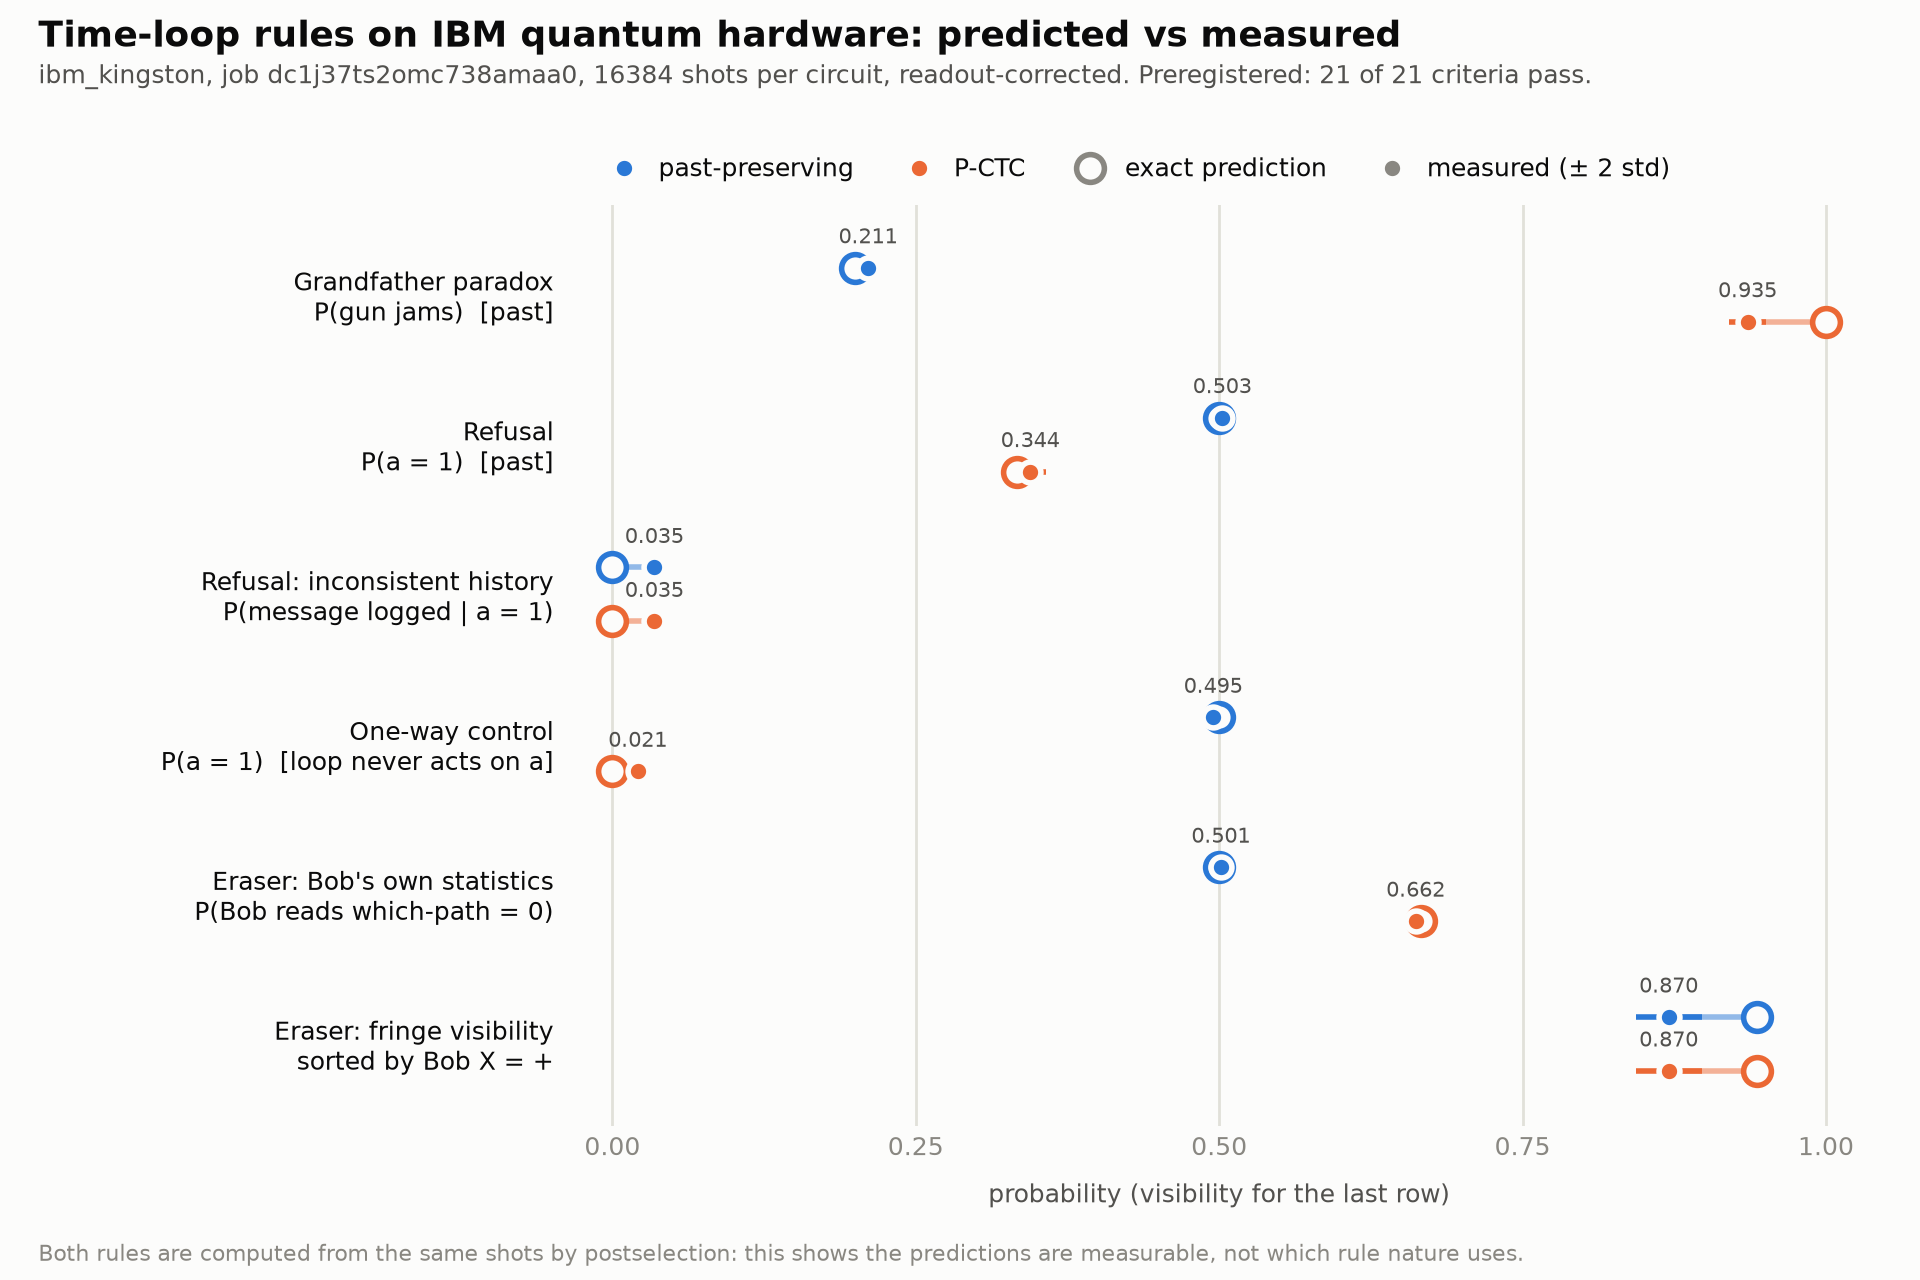 Time-loop rules on IBM quantum hardware: predicted vs measured
ibm_kingston, job dc1j37ts2omc738amaa0, 16384 shots per circuit, readout-corrected. Preregistered: 21 of 21 criteria pass.
past-preserving P-CTC exact prediction measured (± 2 std)
0.211
Grandfather paradox
P(gun jams) [past]
0.935
0.503
Refusal
P(a = 1) [past]
0.344
0.035
Refusal: inconsistent history
P(message logged | a = 1)
0.035
0.495
One-way control
P(a = 1) [loop never acts on a]
0.021
0.501
Eraser: Bob's own statistics
P(Bob reads which-path = 0)
0.662
0.870
Eraser: fringe visibility
sorted by Bob X = +
0.870
0.00 0.25 0.50 0.75 1.00
probability (visibility for the last row)
Both rules are computed from the same shots by postselection: this shows the predictions are measurable, not which rule nature uses.